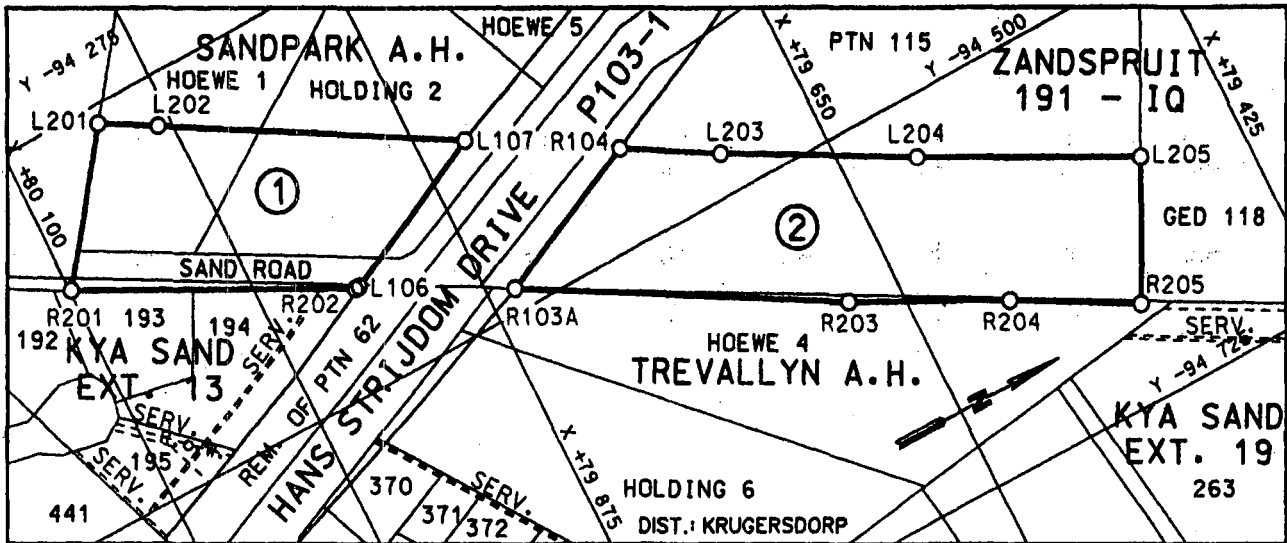 SANDPARK A.H.
HOEWE 5
PTN 115
Y -94 500
X +79 650
X +79 425
ZANDSPRUIT
191 - IQ
HOEWE 1
HOLDING 2
L201
L202
L107
R104
P103-1
L203
L204
L205
1
2
GED 118
+80 100
SAND ROAD
R201
R202
L106
R103A
R203
R204
R205
192
193
194
KYA SAND
EXT. 13
SERV.
PTN 62
REM. OF
HANS STRIJDOM DRIVE
HOEWE 4
TREVALLYN A.H.
N
SERV.
KYA SAND
EXT. 19
263
SERV.
195
SERV.
441
370
371
372
SERV.
X +79 875
HOLDING 6
DIST.: KRUGERSDORP